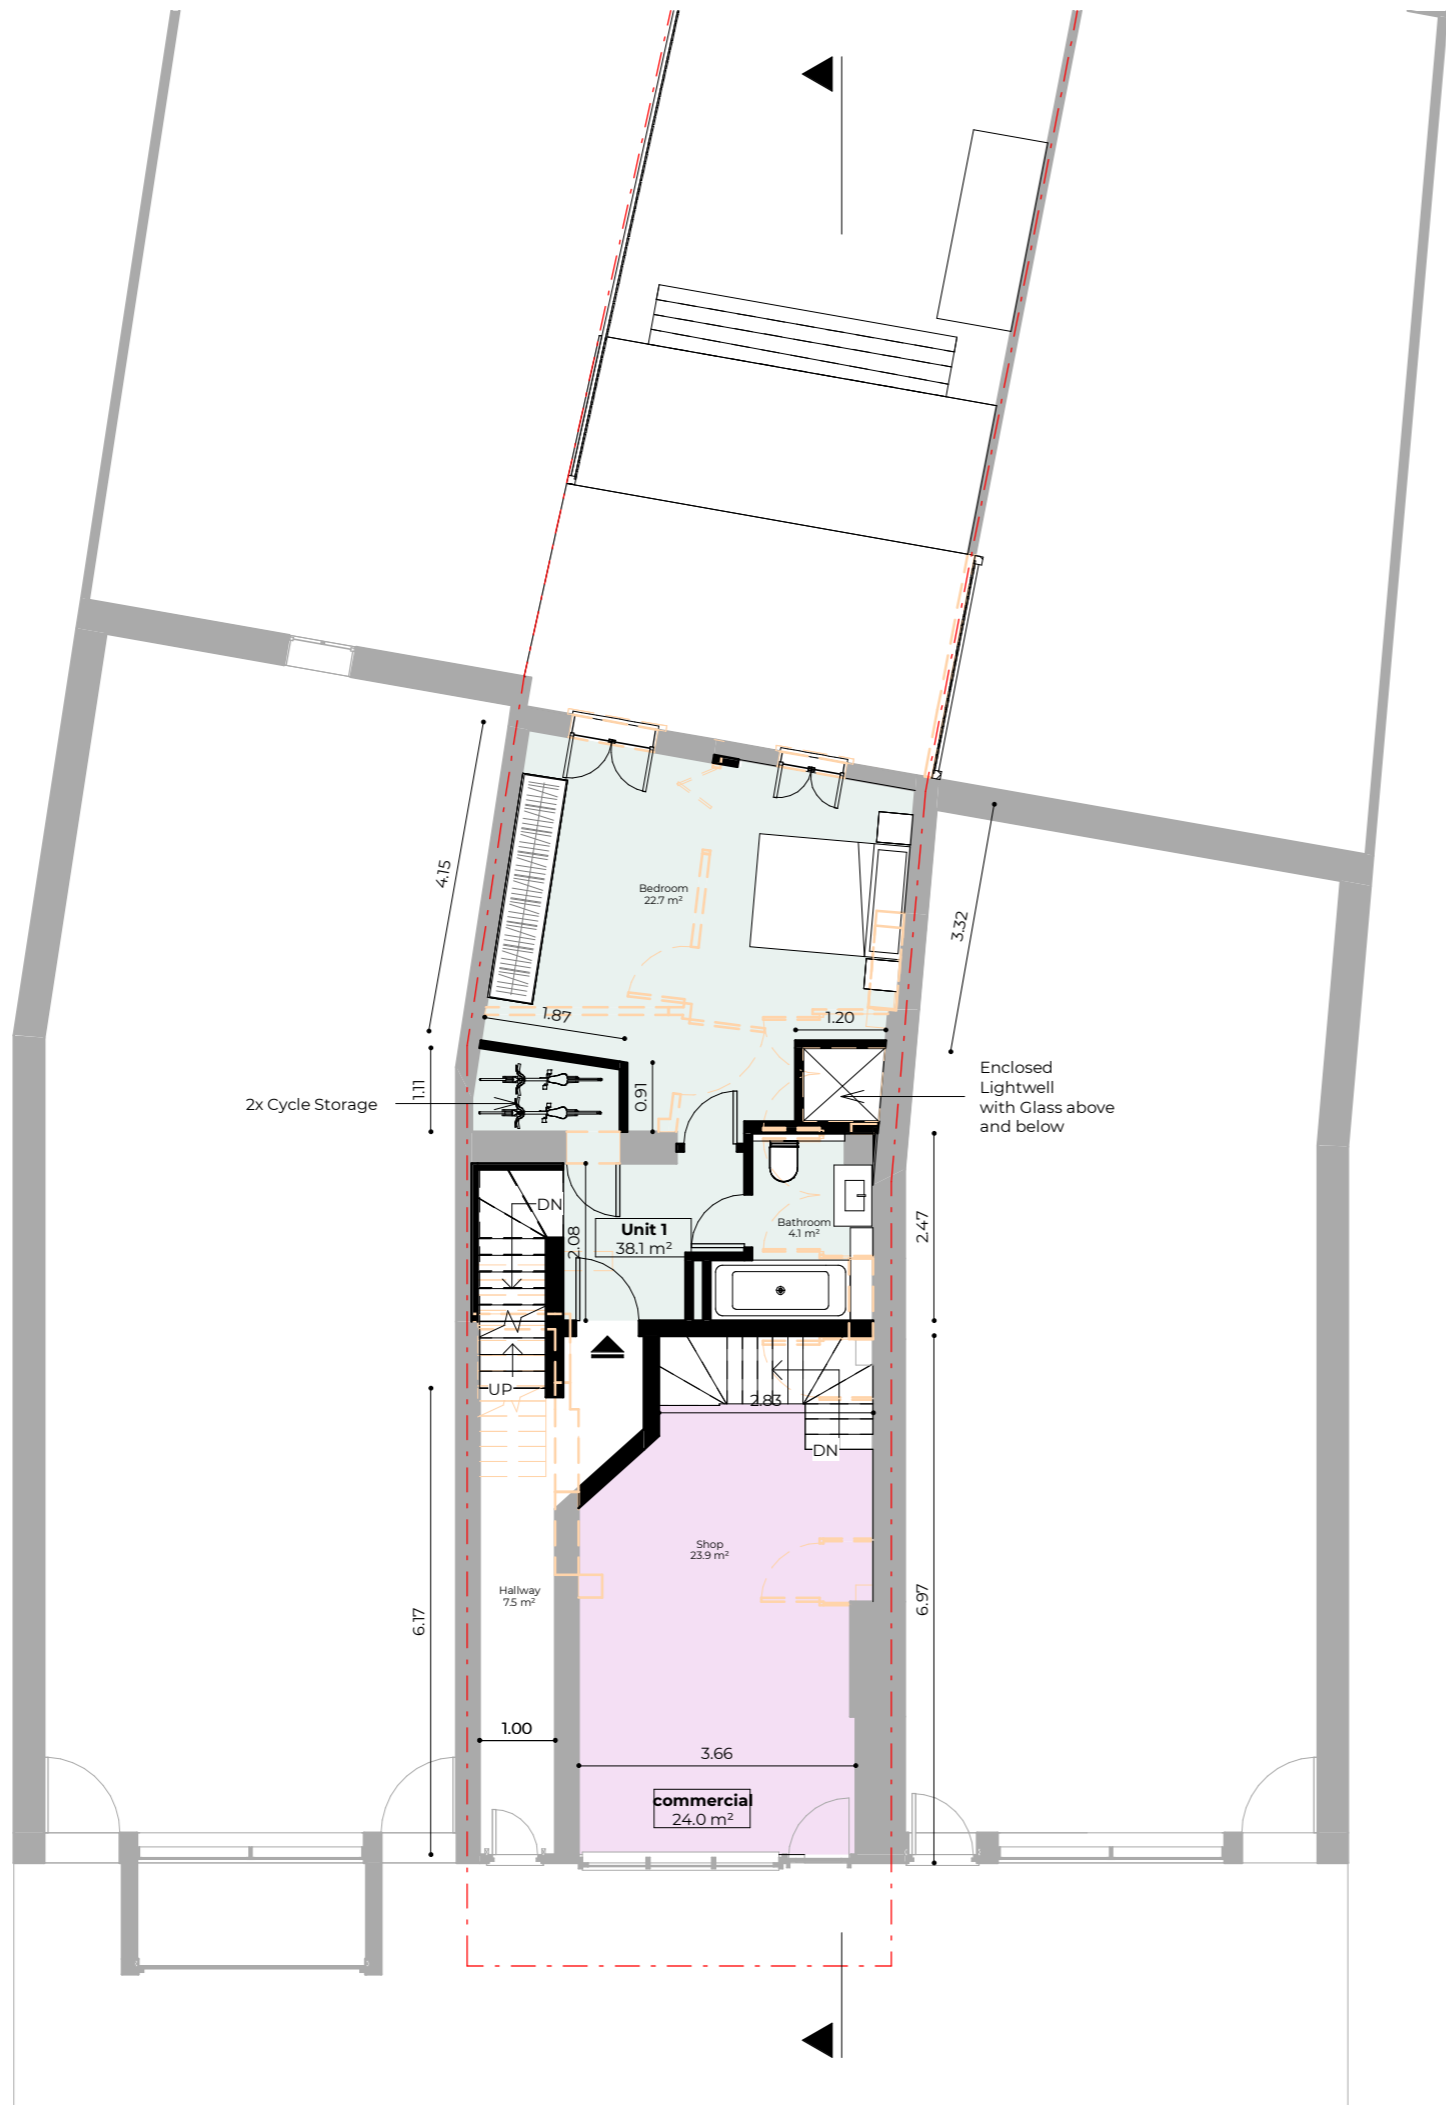 4.15
Bedroom
22.7 m²
3.32
1.87
1.20
1.11
0.91
2x Cycle Storage
Enclosed
Lightwell
with Glass above
and below
DN
2.08
Unit 1
38.1 m²
Bathroom
4.1 m²
2.47
UP
2.83
DN
Shop
23.9 m²
Hallway
7.5 m²
6.17
6.97
1.00
3.66
commercial
24.0 m²